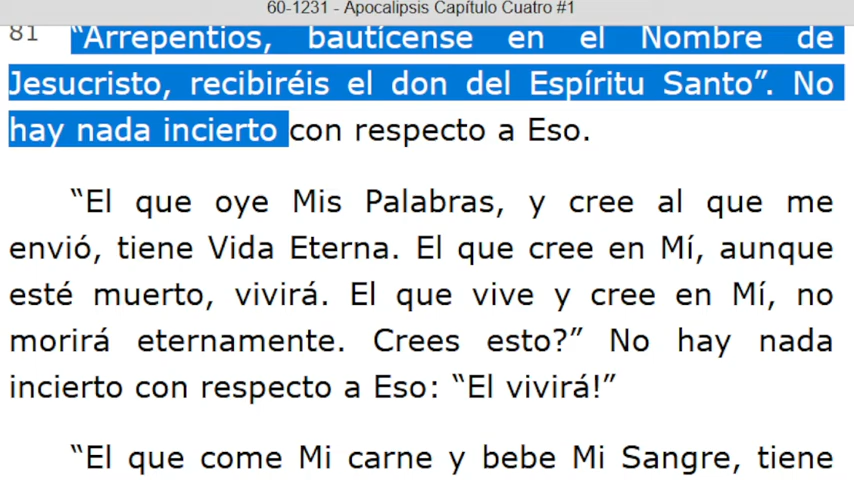 60-1231 - Apocalipsis Capítulo Cuatro #1
81 “Arrepentíos, bautícense en el Nombre de
Jesucristo, recibiréis el don del Espíritu Santo”. No
hay nada incierto con respecto a Eso.
“El que oye Mis Palabras, y cree al que me
envió, tiene Vida Eterna. El que cree en Mí, aunque
esté muerto, vivirá. El que vive y cree en Mí, no
morirá eternamente. Crees esto?” No hay nada
incierto con respecto a Eso: “El vivirá!”
“El que come Mi carne y bebe Mi Sangre, tiene